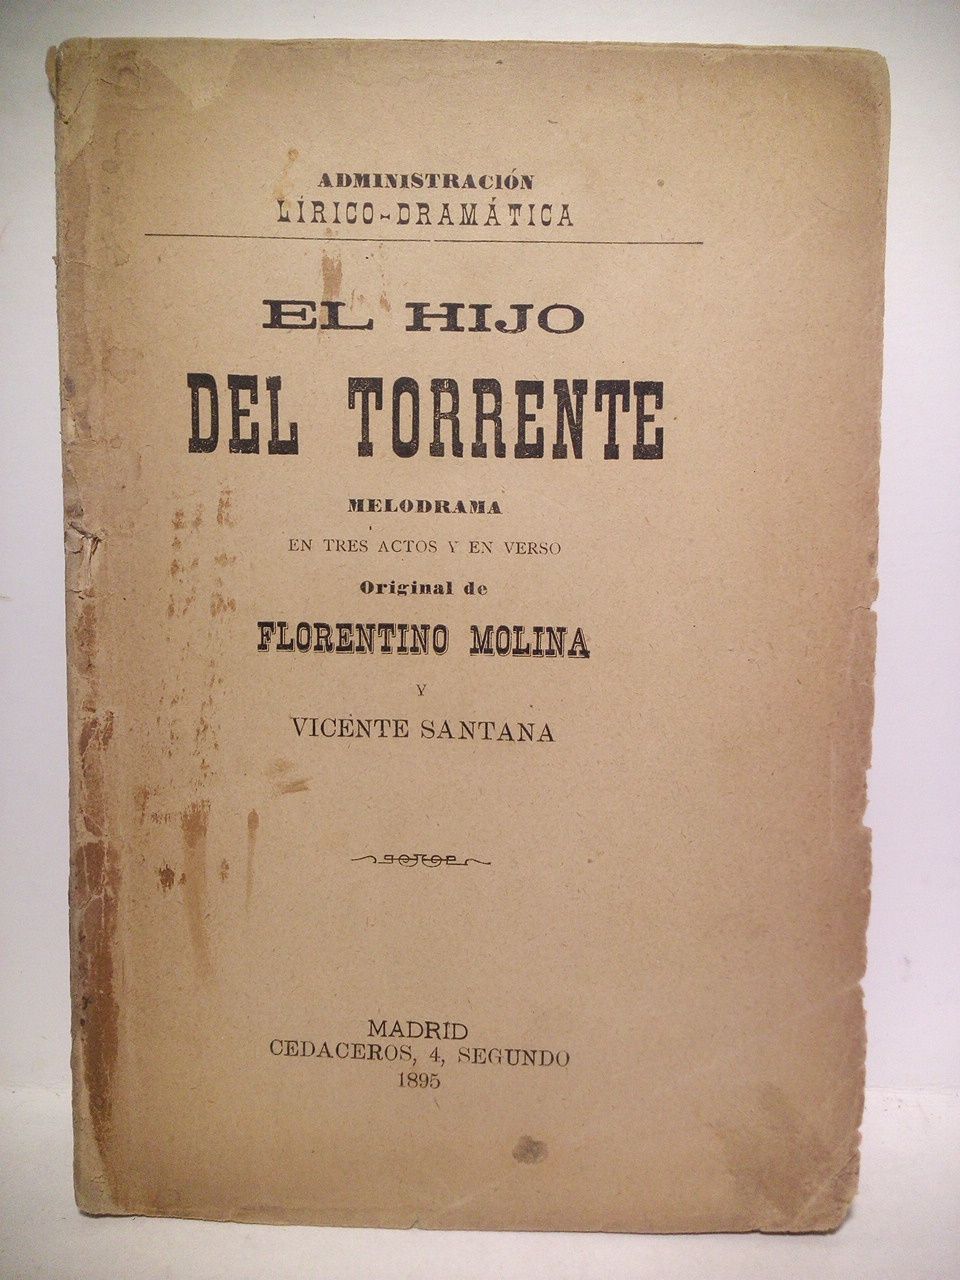 ADMINISTRACIÓN
LÍRICO-DRAMÁTICA
EL HIJO
DEL TORRENTE
MELODRAMA
EN TRES ACTOS Y EN VERSO
Original de
FLORENTINO MOLINA
Y
VICENTE SANTANA
MADRID
CEDACEROS, 4, SEGUNDO
1895